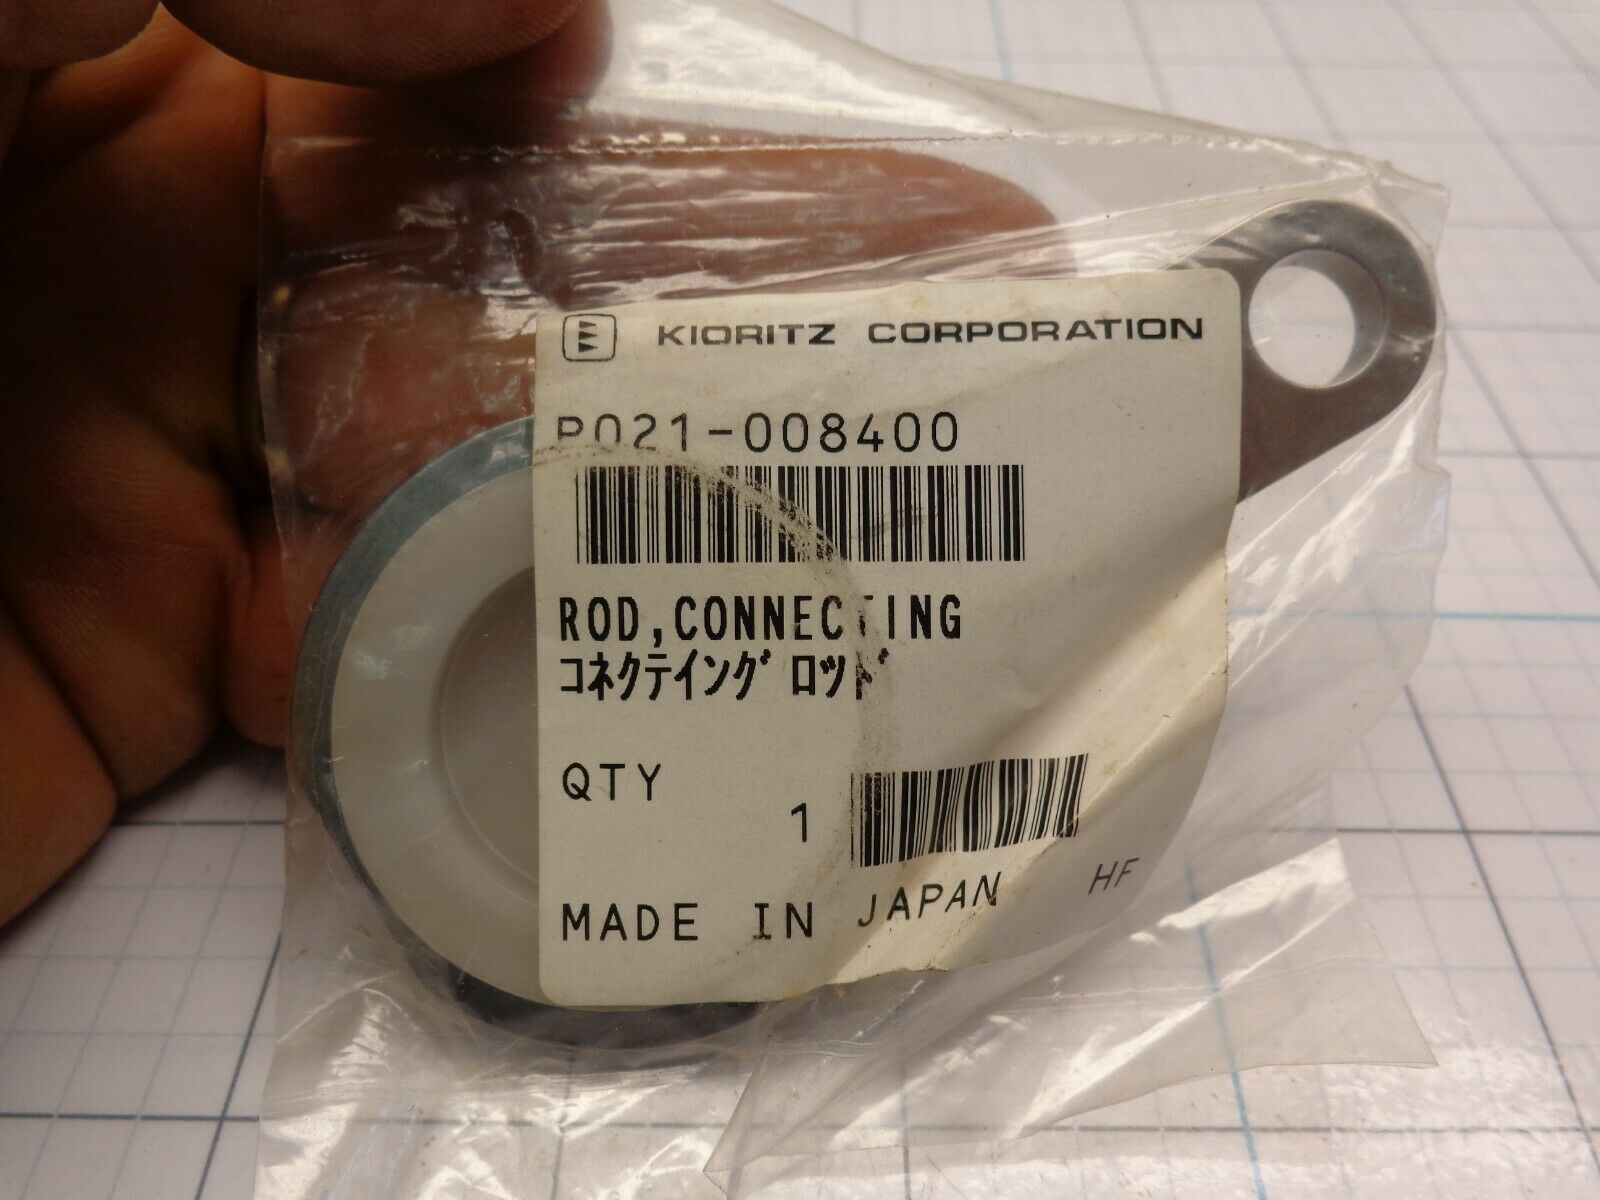 KIORITZ CORPORATION
P021-008400
ROD,CONNECTING
コネクテイングロッド
QTY
1
MADE IN JAPAN HF